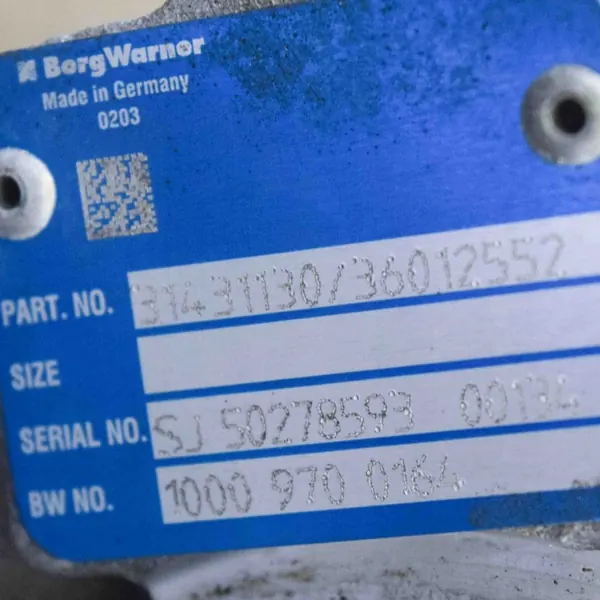 BorgWarner
Made in Germany
0203
PART. NO. 31431130/36012552
SIZE
SERIAL NO. SJ 50278593 00134
BW NO. 1000 970 0164